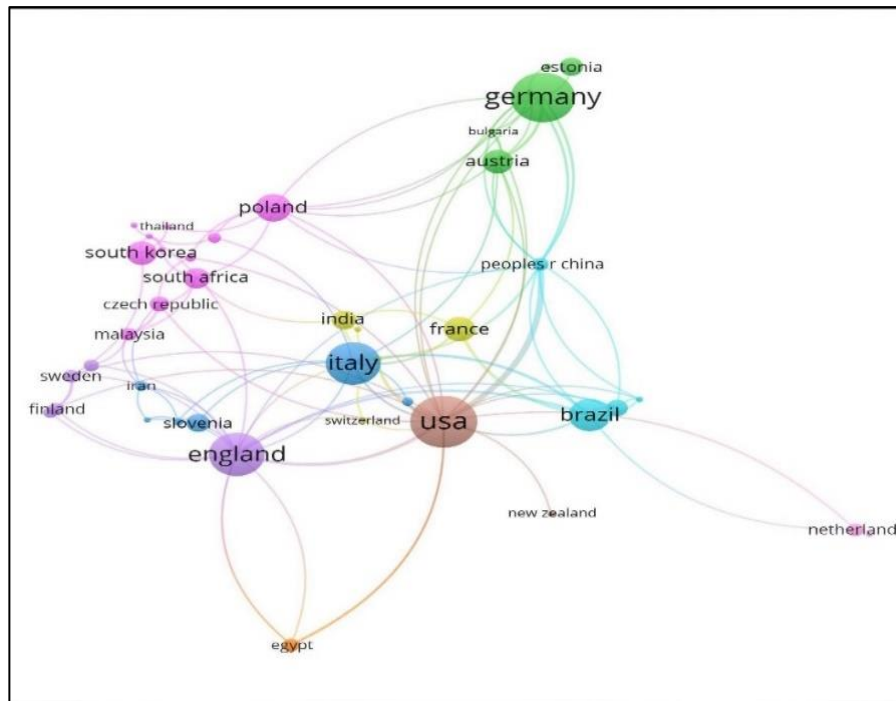 estonia
germany
bulgaria
austria
poland
thailand
south korea
peoples r china
south africa
czech republic
india
france
malaysia
italy
sweden
iran
finland
brazil
slovenia
switzerland
usa
england
new zealand
netherland
egypt